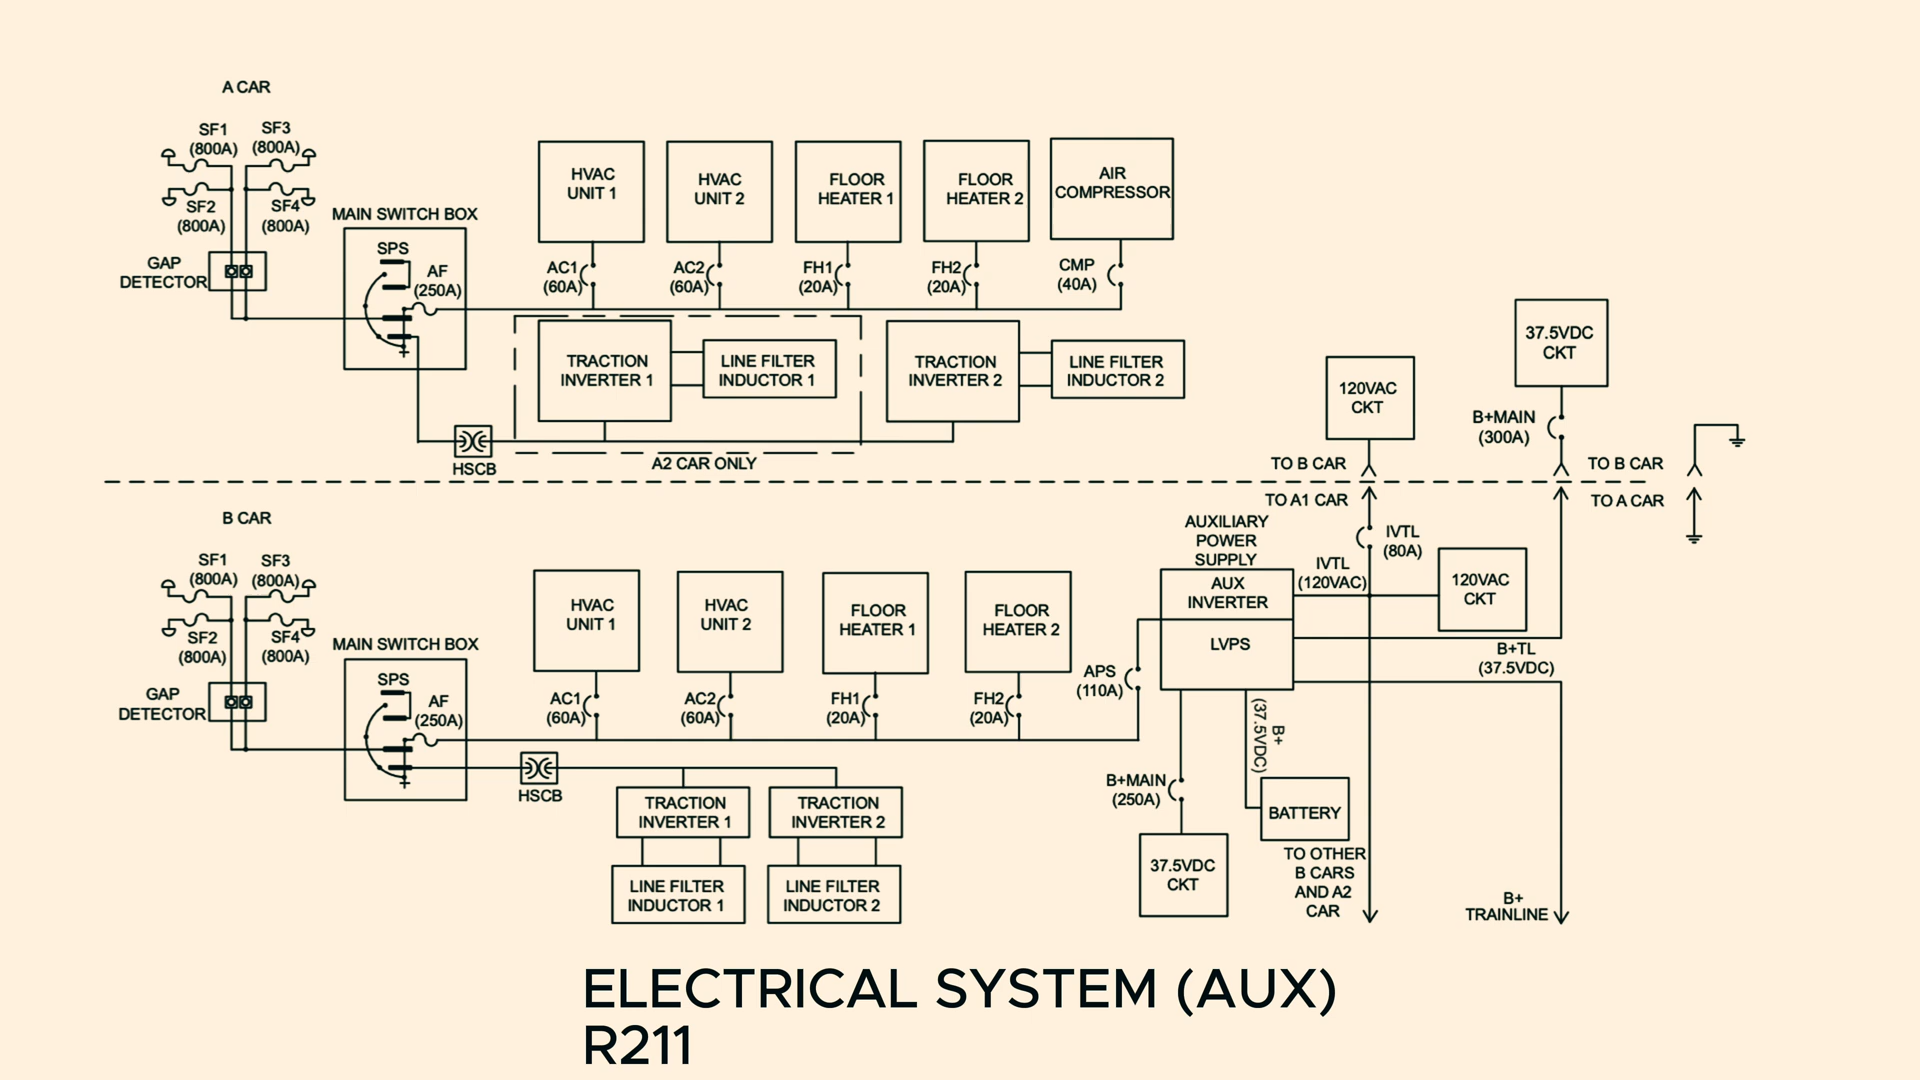 A CAR
SF1
(800A)
SF3
(800A)
SF2
(800A)
SF4
(800A)
GAP
DETECTOR
MAIN SWITCH BOX
SPS
AF
(250A)
HVAC
UNIT 1
HVAC
UNIT 2
FLOOR
HEATER 1
FLOOR
HEATER 2
AIR
COMPRESSOR
AC1
(60A)
AC2
(60A)
FH1
(20A)
FH2
(20A)
CMP
(40A)
TRACTION
INVERTER 1
LINE FILTER
INDUCTOR 1
TRACTION
INVERTER 2
LINE FILTER
INDUCTOR 2
HSCB
A2 CAR ONLY
120VAC
CKT
37.5VDC
CKT
B+MAIN
(300A)
TO B CAR
TO B CAR
TO A1 CAR
TO A CAR
B CAR
SF1
(800A)
SF3
(800A)
SF2
(800A)
SF4
(800A)
GAP
DETECTOR
MAIN SWITCH BOX
SPS
AF
(250A)
HVAC
UNIT 1
HVAC
UNIT 2
FLOOR
HEATER 1
FLOOR
HEATER 2
AC1
(60A)
AC2
(60A)
FH1
(20A)
FH2
(20A)
APS
(110A)
HSCB
TRACTION
INVERTER 1
TRACTION
INVERTER 2
LINE FILTER
INDUCTOR 1
LINE FILTER
INDUCTOR 2
AUXILIARY
POWER
SUPPLY
AUX
INVERTER
LVPS
IVTL
(80A)
IVTL
(120VAC)
120VAC
CKT
B+TL
(37.5VDC)
B+
(37.5VDC)
B+MAIN
(250A)
BATTERY
37.5VDC
CKT
TO OTHER
B CARS
AND A2
CAR
B+
TRAINLINE
ELECTRICAL SYSTEM (AUX)
R211